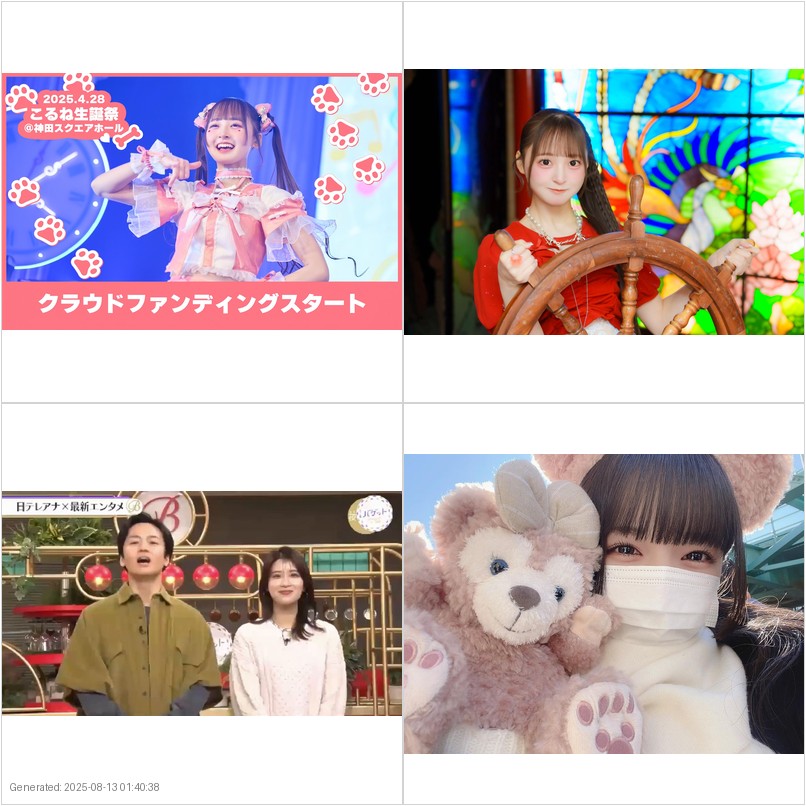 2025.4.28
こるね生誕祭
@神田スクエアホール
クラウドファンディングスタート
日テレアナ×最新エンタメ
B
バゲット
Generated: 2025-08-13 01:40:38